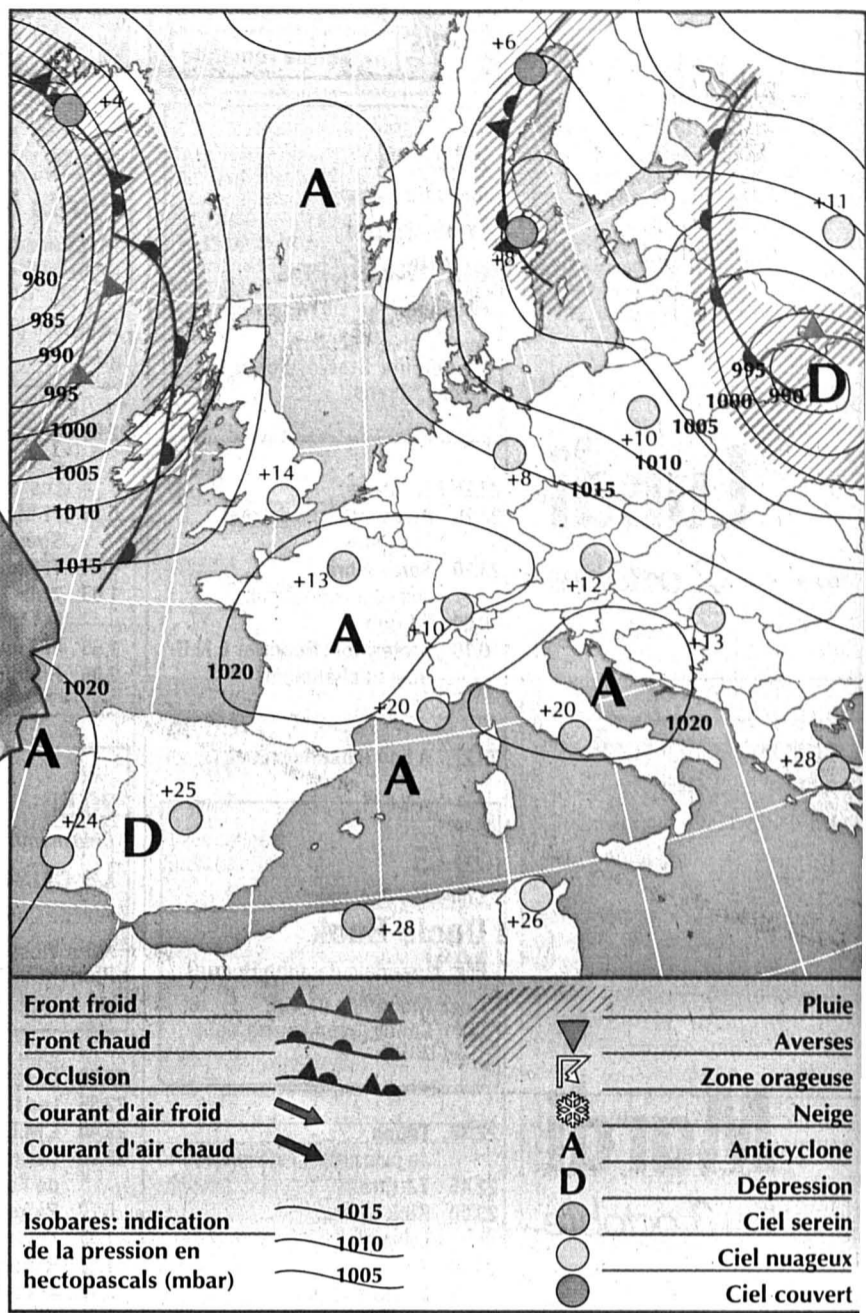 +6
+4
A
+11
+8
980
985
990
995
1000
1005
1010
1015
995
1000
990
D
1005
1010
1015
+10
+8
+14
+13
+12
+10
+13
A
1020
1020
A
1020
+20
+20
A
A
+28
+25
+24
D
+28
+26
Front froid
Front chaud
Occlusion
Courant d'air froid
Courant d'air chaud
Isobares: indication
de la pression en
hectopascals (mbar)
1015
1010
1005
Pluie
Averses
Zone orageuse
Neige
A Anticyclone
D Dépression
Ciel serein
Ciel nuageux
Ciel couvert